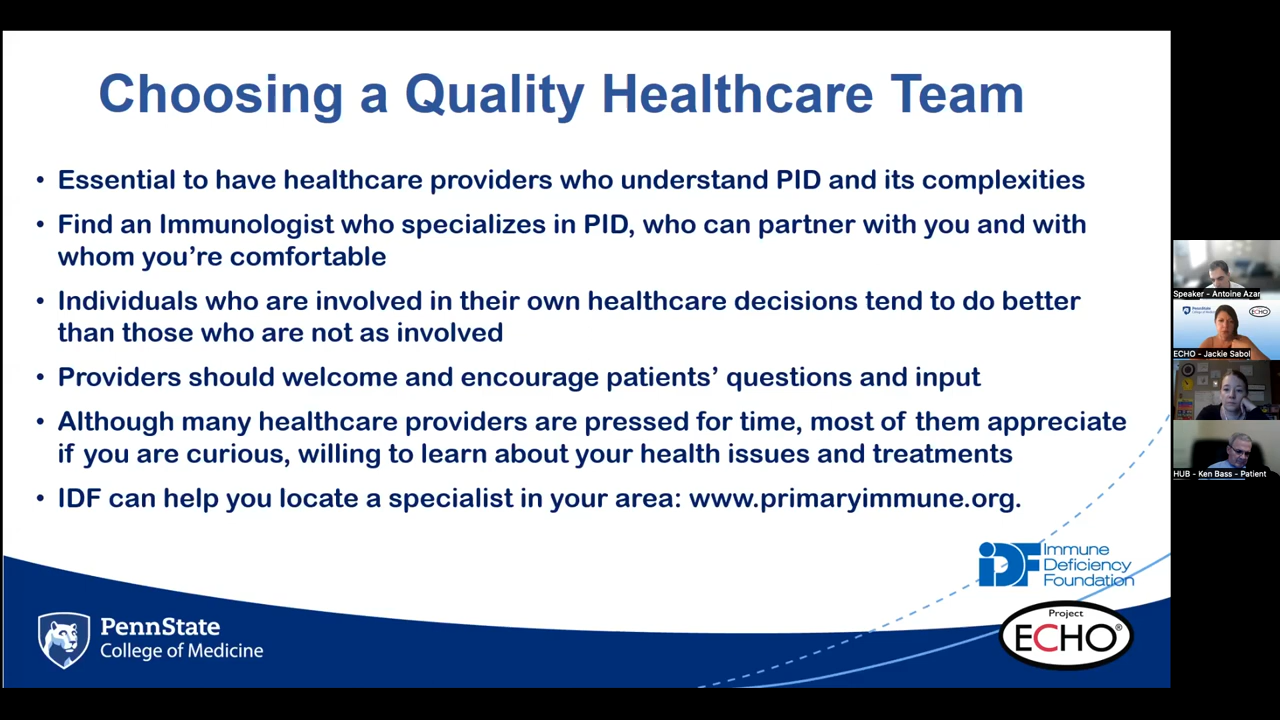 Choosing a Quality Healthcare Team
• Essential to have healthcare providers who understand PID and its complexities
• Find an Immunologist who specializes in PID, who can partner with you and with
whom you’re comfortable
• Individuals who are involved in their own healthcare decisions tend to do better
than those who are not as involved
• Providers should welcome and encourage patients’ questions and input
• Although many healthcare providers are pressed for time, most of them appreciate
if you are curious, willing to learn about your health issues and treatments
• IDF can help you locate a specialist in your area: www.primaryimmune.org.
Speaker - Antoine Azar
PennState
ECHO
ECHO - Jackie Sabol
HUB - Ken Bass - Patient
IDF
Immune
Deficiency
Foundation
PennState
College of Medicine
Project
ECHO®